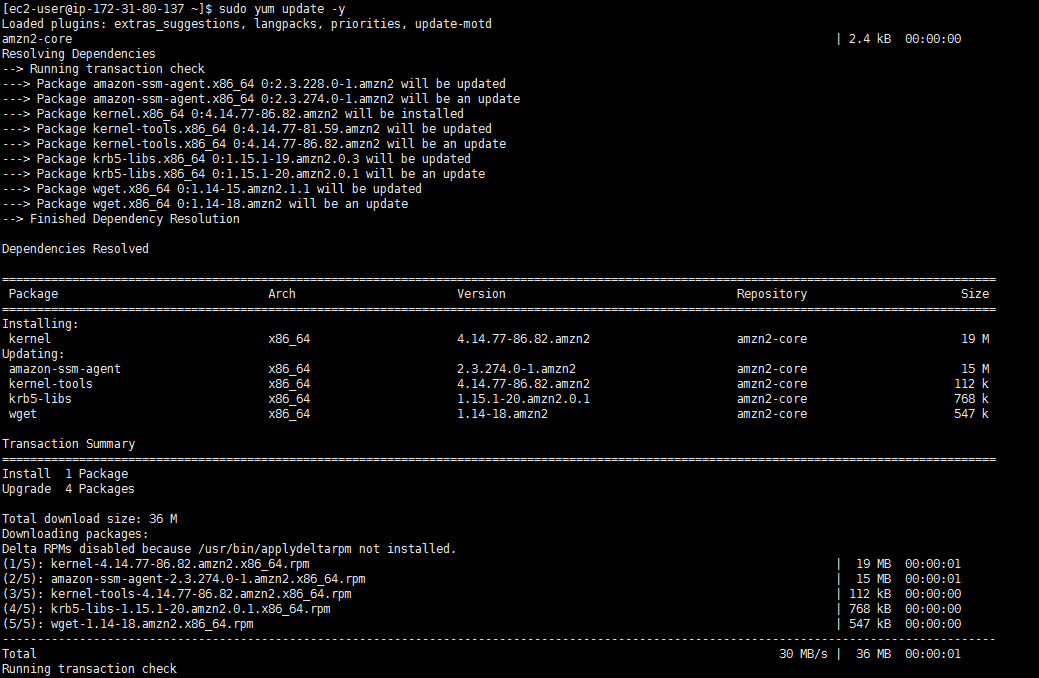 [ec2-user@ip-172-31-80-137 ~]$ sudo yum update -y
Loaded plugins: extras_suggestions, langpacks, priorities, update-motd
amzn2-core | 2.4 kB 00:00:00
Resolving Dependencies
--> Running transaction check
---> Package amazon-ssm-agent.x86_64 0:2.3.228.0-1.amzn2 will be updated
---> Package amazon-ssm-agent.x86_64 0:2.3.274.0-1.amzn2 will be an update
---> Package kernel.x86_64 0:4.14.77-86.82.amzn2 will be installed
---> Package kernel-tools.x86_64 0:4.14.77-81.59.amzn2 will be updated
---> Package kernel-tools.x86_64 0:4.14.77-86.82.amzn2 will be an update
---> Package krb5-libs.x86_64 0:1.15.1-19.amzn2.0.3 will be updated
---> Package krb5-libs.x86_64 0:1.15.1-20.amzn2.0.1 will be an update
---> Package wget.x86_64 0:1.14-15.amzn2.1.1 will be updated
---> Package wget.x86_64 0:1.14-18.amzn2 will be an update
--> Finished Dependency Resolution
Dependencies Resolved
Package Arch Version Repository Size
Installing:
kernel x86_64 4.14.77-86.82.amzn2 amzn2-core 19 M
Updating:
amazon-ssm-agent x86_64 2.3.274.0-1.amzn2 amzn2-core 15 M
kernel-tools x86_64 4.14.77-86.82.amzn2 amzn2-core 112 k
krb5-libs x86_64 1.15.1-20.amzn2.0.1 amzn2-core 768 k
wget x86_64 1.14-18.amzn2 amzn2-core 547 k
Transaction Summary
Install 1 Package
Upgrade 4 Packages
Total download size: 36 M
Downloading packages:
Delta RPMs disabled because /usr/bin/applydeltarpm not installed.
(1/5): kernel-4.14.77-86.82.amzn2.x86_64.rpm | 19 MB 00:00:01
(2/5): amazon-ssm-agent-2.3.274.0-1.amzn2.x86_64.rpm | 15 MB 00:00:01
(3/5): kernel-tools-4.14.77-86.82.amzn2.x86_64.rpm | 112 kB 00:00:00
(4/5): krb5-libs-1.15.1-20.amzn2.0.1.x86_64.rpm | 768 kB 00:00:00
(5/5): wget-1.14-18.amzn2.x86_64.rpm | 547 kB 00:00:00
Total 30 MB/s | 36 MB 00:00:01
Running transaction check